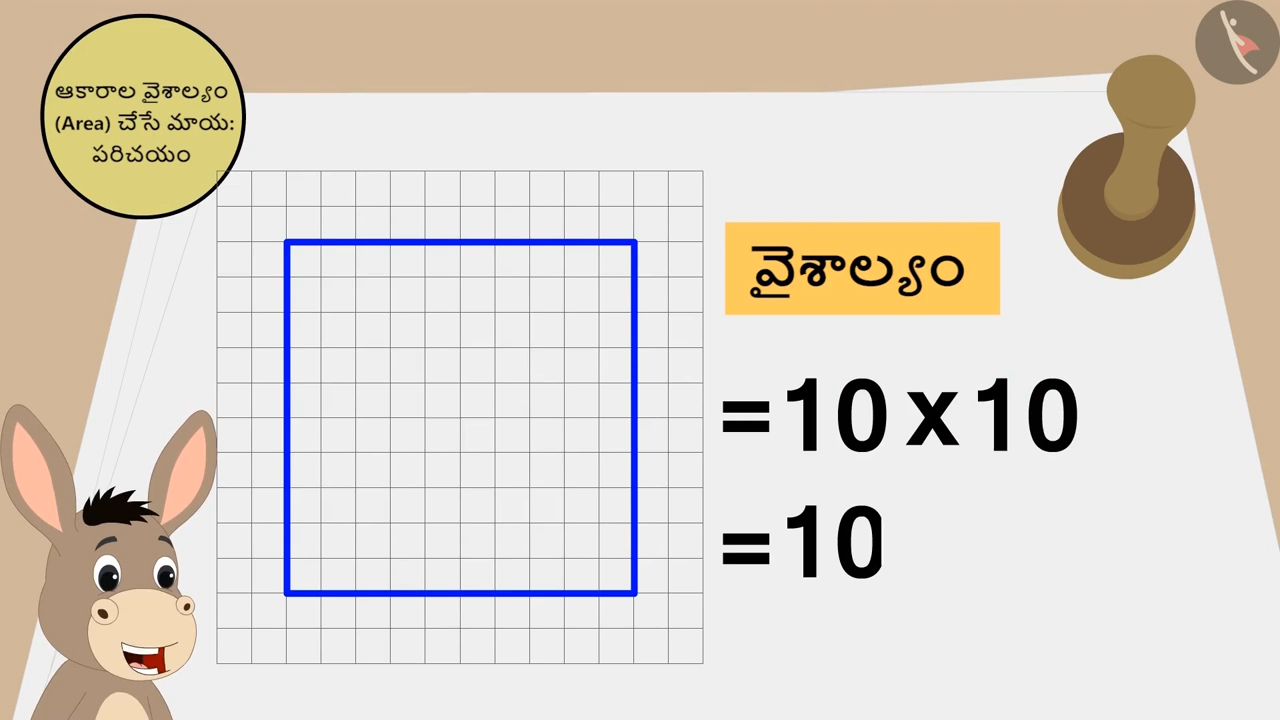 ఆకారాల వైశాల్యం
(Area) చేసే మాయ:
పరిచయం
వైశాల్యం
=10 x 10
=10